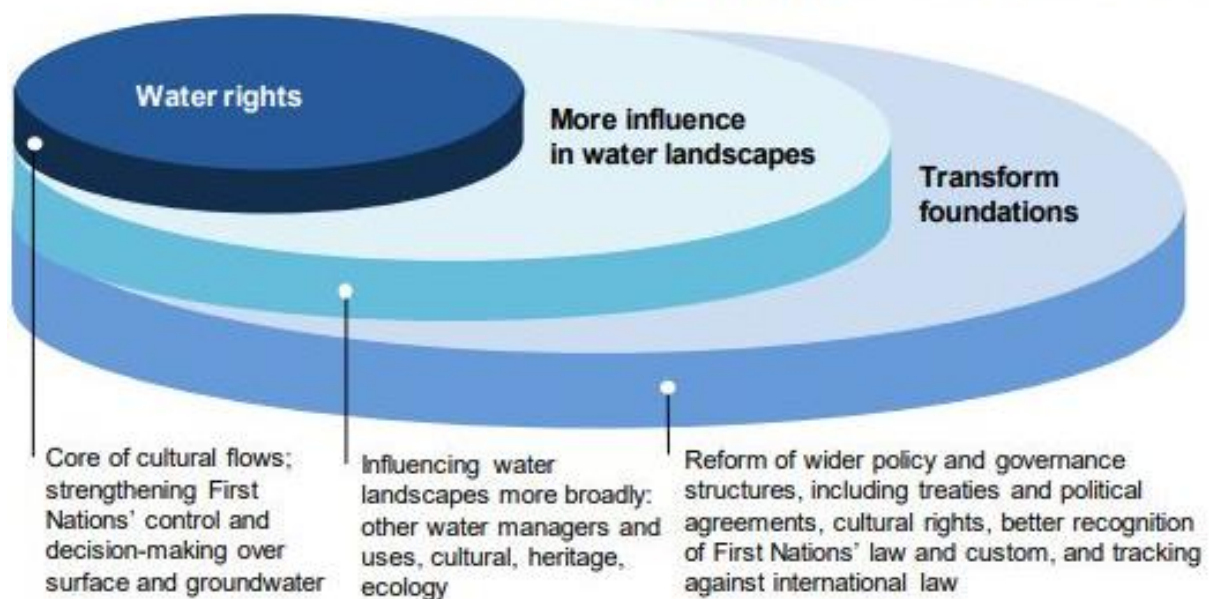 Water rights
More influence
in water landscapes
Transform
foundations
Core of cultural flows;
strengthening First
Nations' control and
decision-making over
surface and groundwater
Influencing water
landscapes more broadly:
other water managers and
uses, cultural, heritage,
ecology
Reform of wider policy and governance
structures, including treaties and political
agreements, cultural rights, better recognition
of First Nations' law and custom, and tracking
against international law